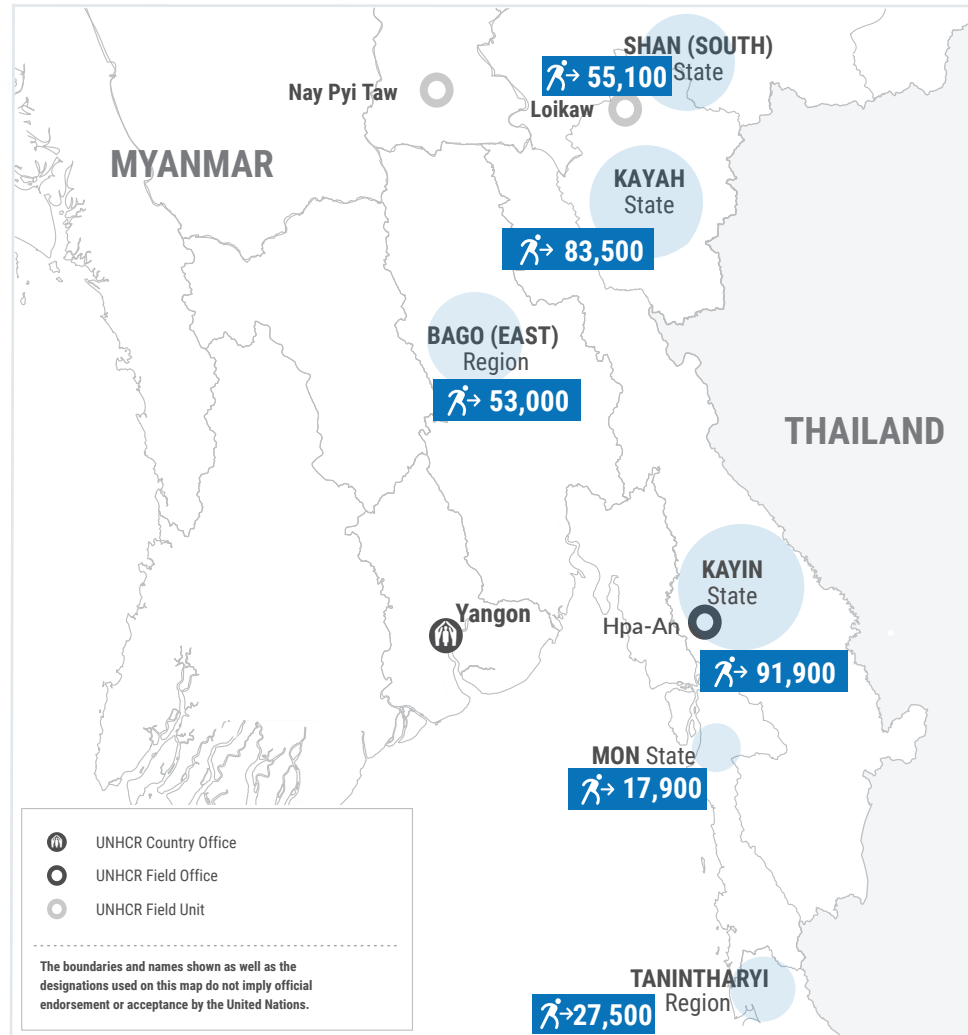 SHAN (SOUTH)
State
55,100
Nay Pyi Taw
Loikaw
MYANMAR
KAYAH
State
83,500
BAGO (EAST)
Region
53,000
THAILAND
KAYIN
State
Yangon
Hpa-An
91,900
MON State
17,900
UNHCR Country Office
UNHCR Field Office
UNHCR Field Unit
The boundaries and names shown as well as the
designations used on this map do not imply official
endorsement or acceptance by the United Nations.
TANINTHARYI
Region
27,500